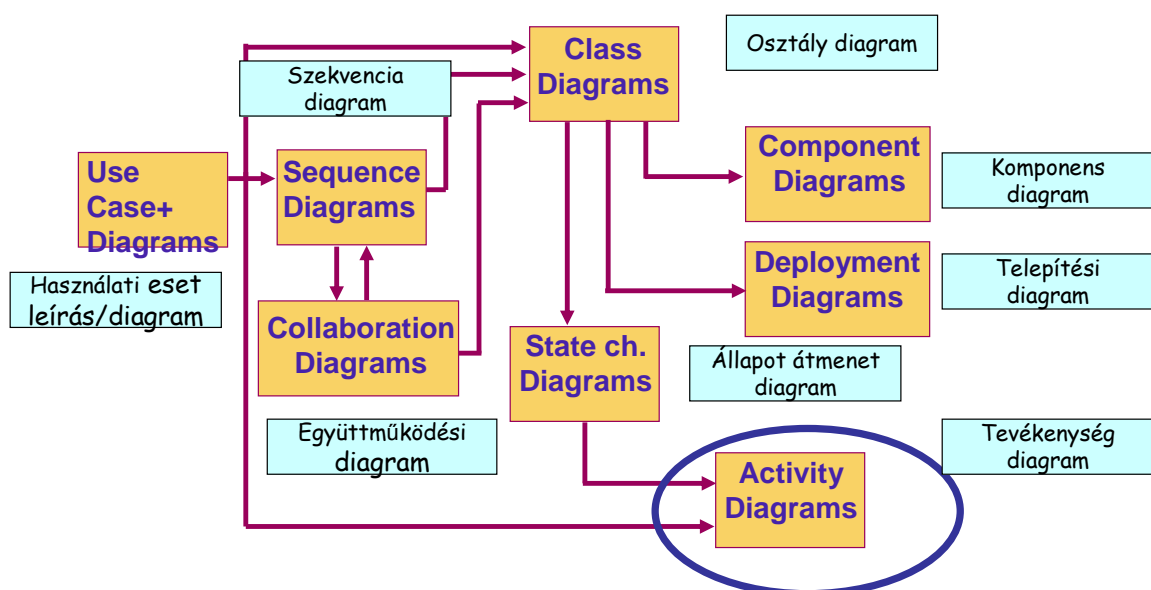 Class
Diagrams
Osztály diagram
Szekvencia
diagram
Use
Case+
Diagrams
Sequence
Diagrams
Component
Diagrams
Komponens
diagram
Használati eset
leírás/diagram
Deployment
Diagrams
Telepítési
diagram
Collaboration
Diagrams
State ch.
Diagrams
Állapot átmenet
diagram
Együttműködési
diagram
Tevékenység
diagram
Activity
Diagrams